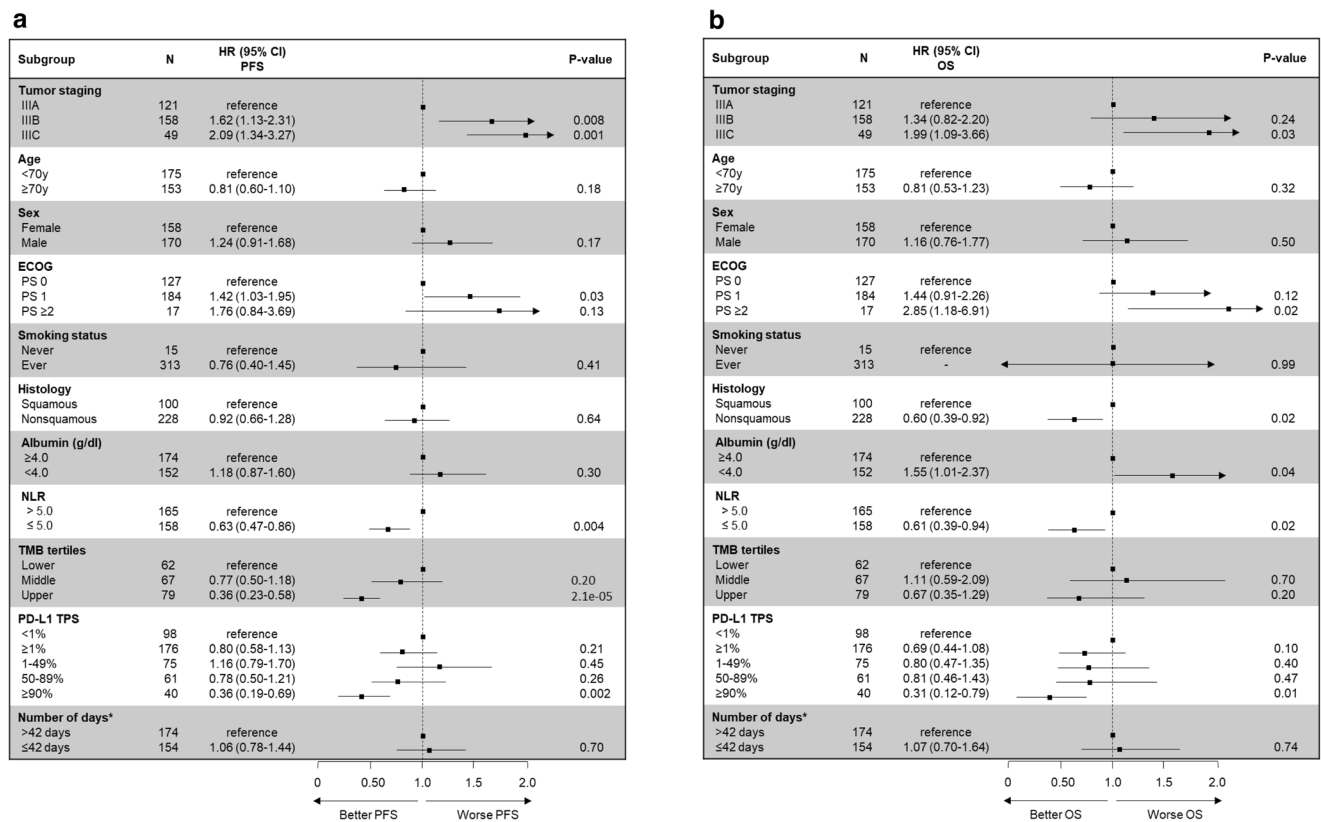 a
Subgroup N HR (95% CI) PFS P-value
Tumor staging
IIIA 121 reference
IIIB 158 1.62 (1.13-2.31) 0.008
IIIC 49 2.09 (1.34-3.27) 0.001
Age
<70y 175 reference
≥70y 153 0.81 (0.60-1.10) 0.18
Sex
Female 158 reference
Male 170 1.24 (0.91-1.68) 0.17
ECOG
PS 0 127 reference
PS 1 184 1.42 (1.03-1.95) 0.03
PS ≥2 17 1.76 (0.84-3.69) 0.13
Smoking status
Never 15 reference
Ever 313 0.76 (0.40-1.45) 0.41
Histology
Squamous 100 reference
Nonsquamous 228 0.92 (0.66-1.28) 0.64
Albumin (g/dl)
≥4.0 174 reference
<4.0 152 1.18 (0.87-1.60) 0.30
NLR
> 5.0 165 reference
≤ 5.0 158 0.63 (0.47-0.86) 0.004
TMB tertiles
Lower 62 reference
Middle 67 0.77 (0.50-1.18) 0.20
Upper 79 0.36 (0.23-0.58) 2.1e-05
PD-L1 TPS
<1% 98 reference
≥1% 176 0.80 (0.58-1.13) 0.21
1-49% 75 1.16 (0.79-1.70) 0.45
50-89% 61 0.78 (0.50-1.21) 0.26
≥90% 40 0.36 (0.19-0.69) 0.002
Number of days*
>42 days 174 reference
≤42 days 154 1.06 (0.78-1.44) 0.70
0 0.50 1.0 1.5 2.0
Better PFS Worse PFS
b
Subgroup N HR (95% CI) OS P-value
Tumor staging
IIIA 121 reference
IIIB 158 1.34 (0.82-2.20) 0.24
IIIC 49 1.99 (1.09-3.66) 0.03
Age
<70y 175 reference
≥70y 153 0.81 (0.53-1.23) 0.32
Sex
Female 158 reference
Male 170 1.16 (0.76-1.77) 0.50
ECOG
PS 0 127 reference
PS 1 184 1.44 (0.91-2.26) 0.12
PS ≥2 17 2.85 (1.18-6.91) 0.02
Smoking status
Never 15 reference
Ever 313 - 0.99
Histology
Squamous 100 reference
Nonsquamous 228 0.60 (0.39-0.92) 0.02
Albumin (g/dl)
≥4.0 174 reference
<4.0 152 1.55 (1.01-2.37) 0.04
NLR
> 5.0 165 reference
≤ 5.0 158 0.61 (0.39-0.94) 0.02
TMB tertiles
Lower 62 reference
Middle 67 1.11 (0.59-2.09) 0.70
Upper 79 0.67 (0.35-1.29) 0.20
PD-L1 TPS
<1% 98 reference
≥1% 176 0.69 (0.44-1.08) 0.10
1-49% 75 0.80 (0.47-1.35) 0.40
50-89% 61 0.81 (0.46-1.43) 0.47
≥90% 40 0.31 (0.12-0.79) 0.01
Number of days*
>42 days 174 reference
≤42 days 154 1.07 (0.70-1.64) 0.74
0 0.50 1.0 1.5 2.0
Better OS Worse OS